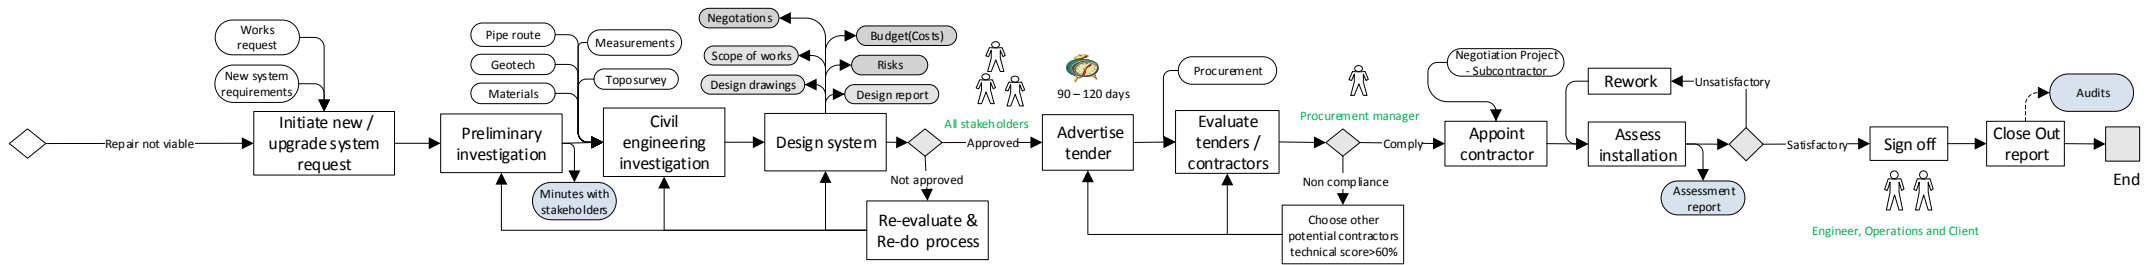 Repair not viable
Works
request
New system
requirements
Initiate new /
upgrade system
request
Preliminary
investigation
Minutes with
stakeholders
Pipe route
Geotech
Materials
Measurements
Toposurvey
Civil
engineering
investigation
Negotations
Scope of works
Design drawings
Budget(Costs)
Risks
Design report
Design system
All stakeholders
Approved
Not approved
Re-evaluate &
Re-do process
90 – 120 days
Advertise
tender
Procurement
Evaluate
tenders /
contractors
Procurement manager
Comply
Non compliance
Choose other
potential contractors
technical score>60%
Negotiation Project
- Subcontractor
Appoint
contractor
Rework
Unsatisfactory
Assess
installation
Assessment
report
Satisfactory
Sign off
Engineer, Operations and Client
Audits
Close Out
report
End